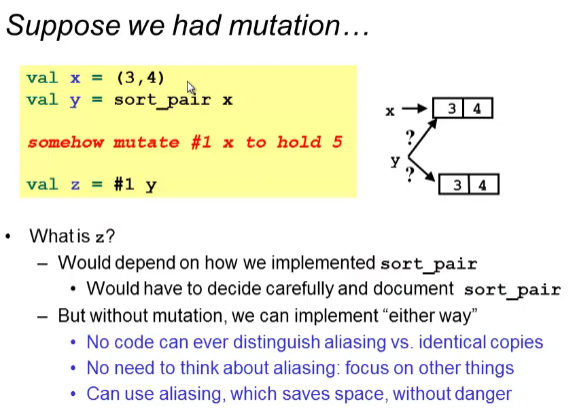 Suppose we had mutation…
val x = (3,4)
val y = sort_pair x
somehow mutate #1 x to hold 5
val z = #1 y
x
3 4
?
y
?
3 4
• What is z?
– Would depend on how we implemented sort_pair
• Would have to decide carefully and document sort_pair
– But without mutation, we can implement “either way”
• No code can ever distinguish aliasing vs. identical copies
• No need to think about aliasing: focus on other things
• Can use aliasing, which saves space, without danger